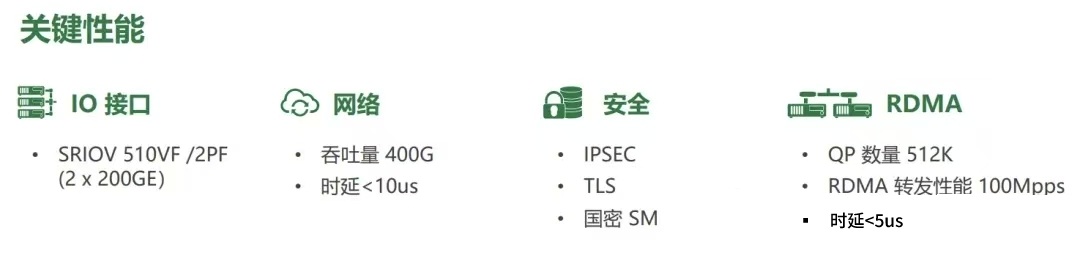 关键性能
IO 接口
• SRIOV 510VF /2PF
(2 x 200GE)
网络
• 吞吐量 400G
• 时延<10us
安全
• IPSEC
• TLS
• 国密 SM
RDMA
• QP 数量 512K
• RDMA 转发性能 100Mpps
▪ 时延<5us